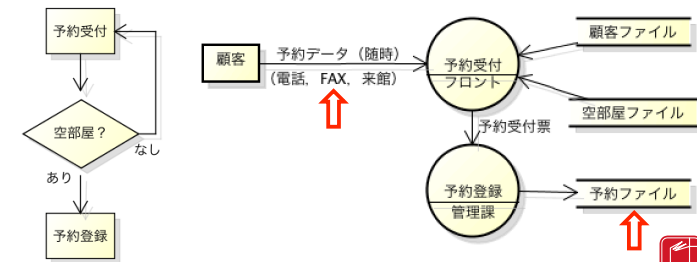 予約受付
空部屋？
なし
あり
予約登録
顧客
予約データ（随時）
（電話，FAX，来館）
予約受付
フロント
顧客ファイル
空部屋ファイル
予約受付票
予約登録
管理課
予約ファイル